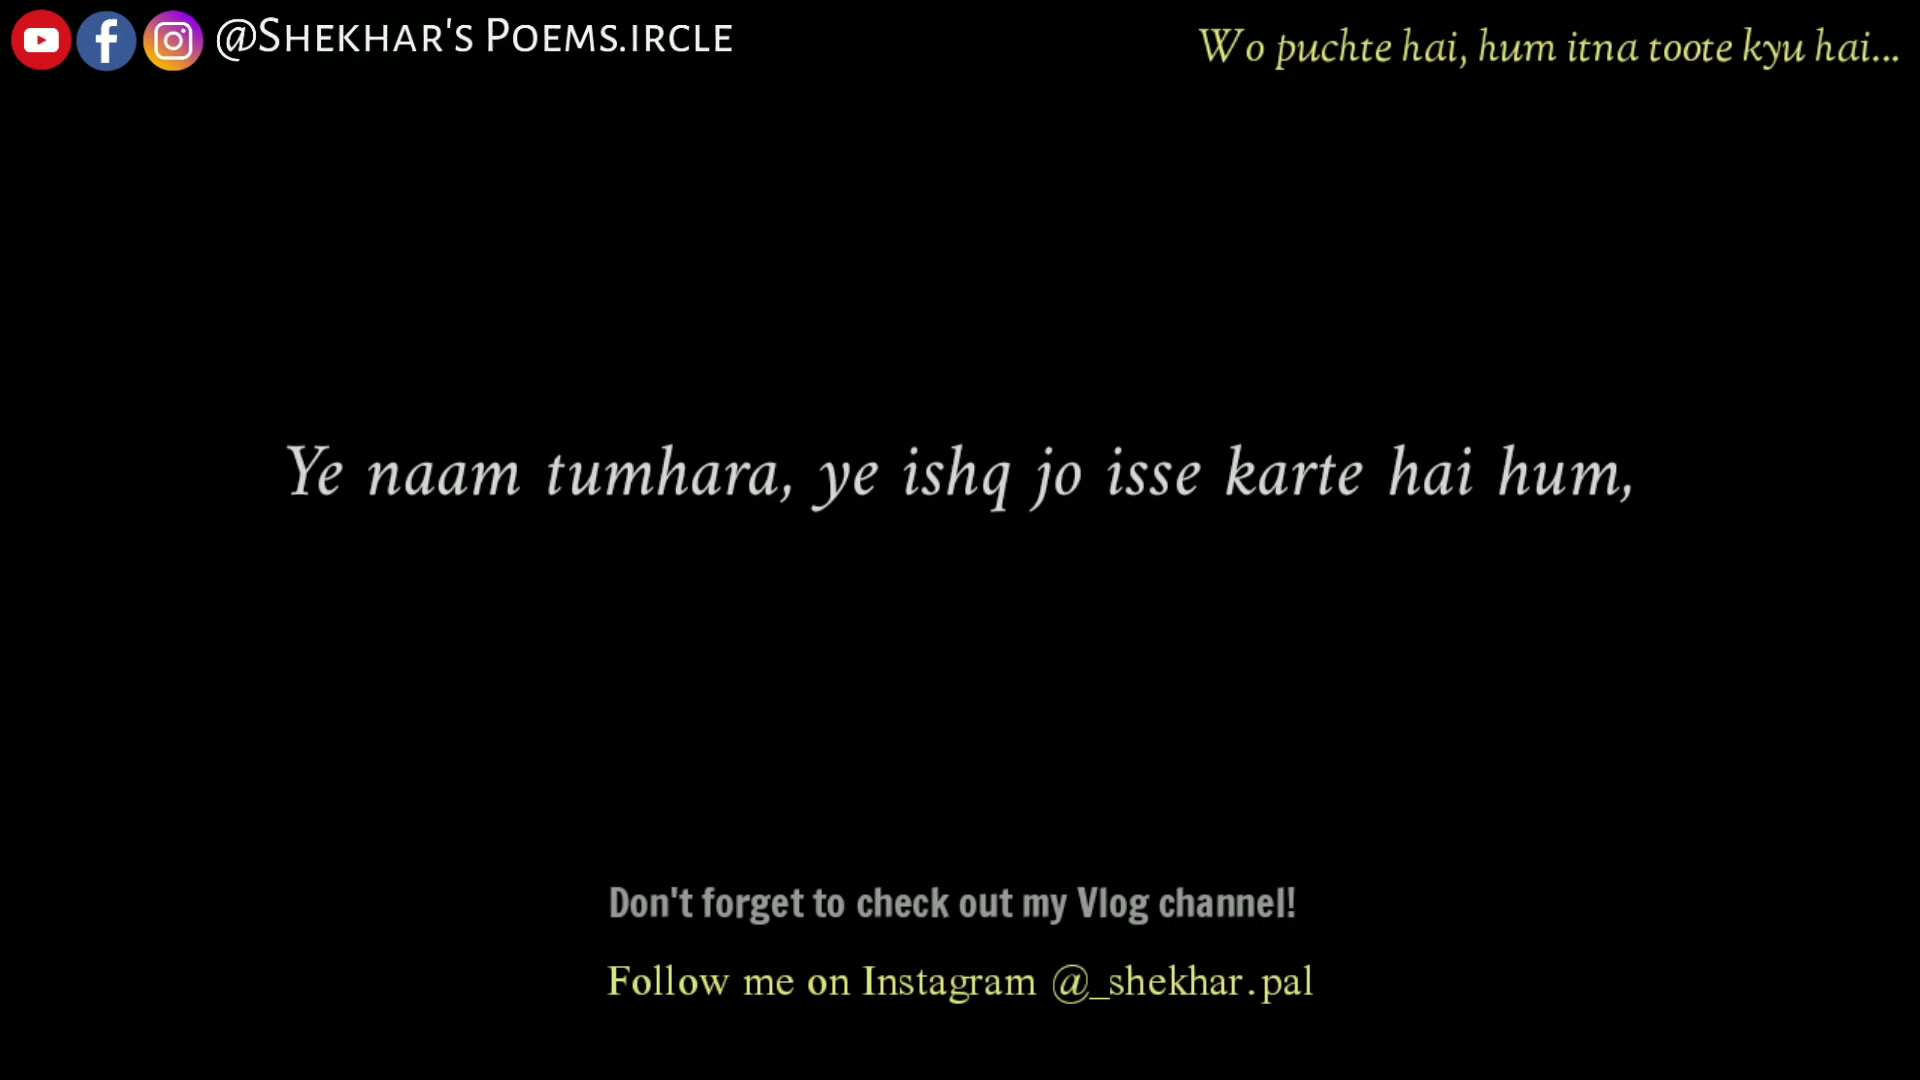 @Shekhar's Poems.ircle
Wo puchte hai, hum itna toote kyu hai...
Ye naam tumhara, ye ishq jo isse karte hai hum,
Don't forget to check out my Vlog channel!
Follow me on Instagram @_shekhar.pal